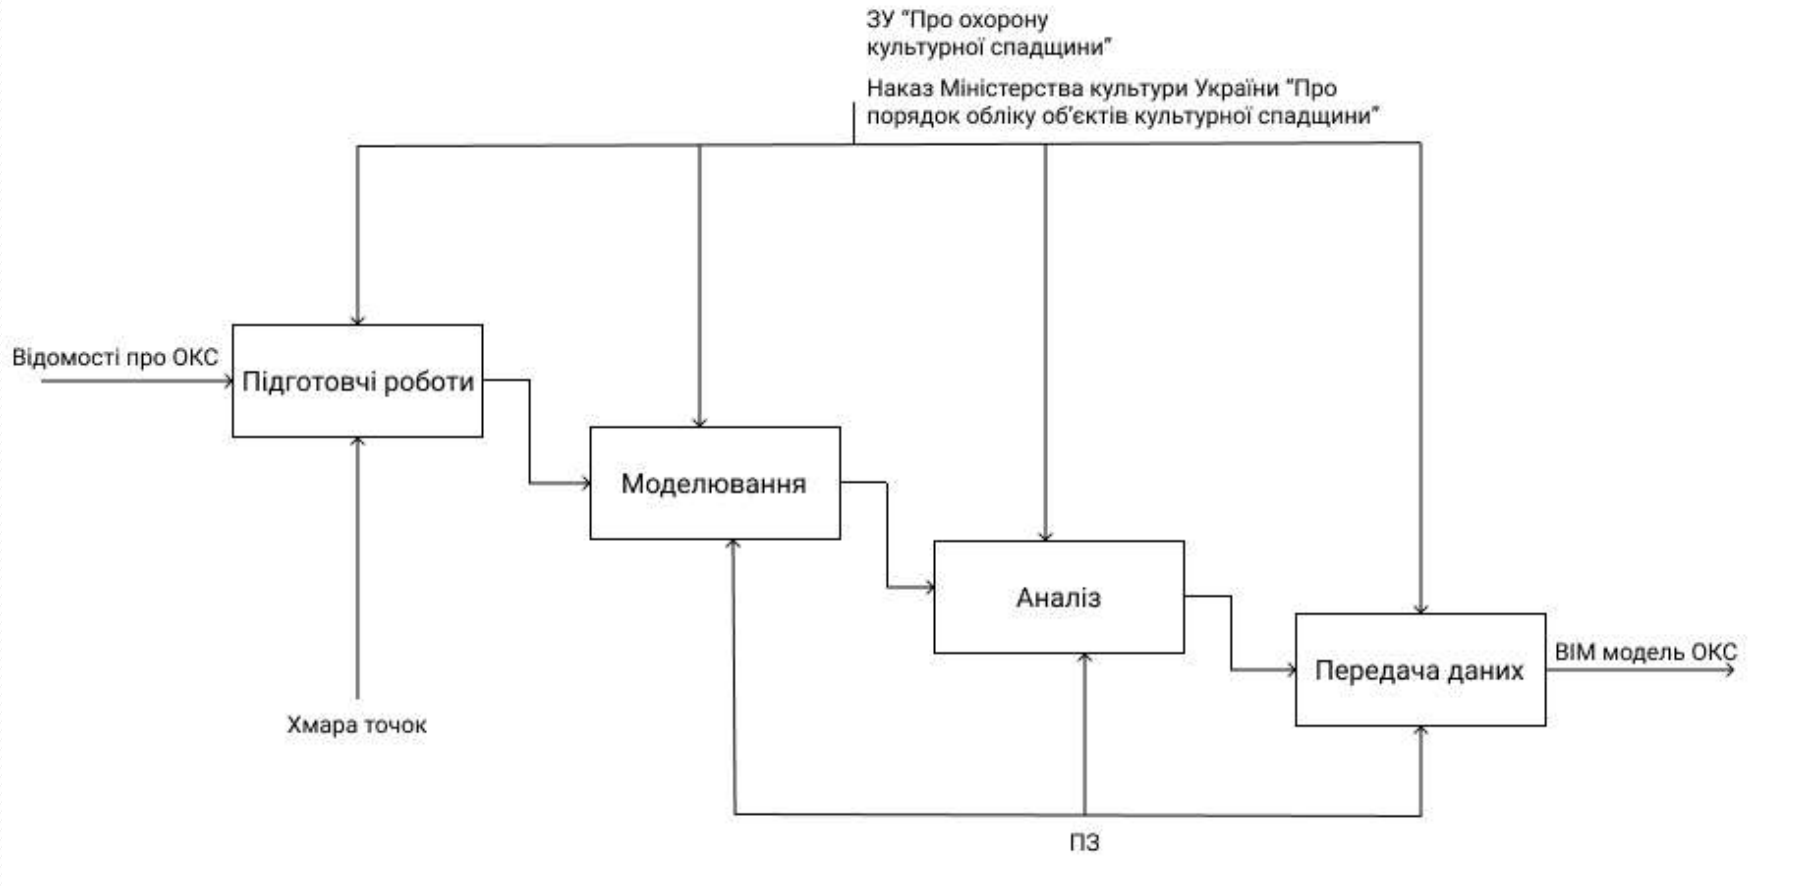 ЗУ “Про охорону
культурної спадщини”
Наказ Міністерства культури України “Про
порядок обліку об’єктів культурної спадщини”
Відомості про ОКС
Підготовчі роботи
Моделювання
Аналіз
Передача даних
BIM модель ОКС
Хмара точок
ПЗ